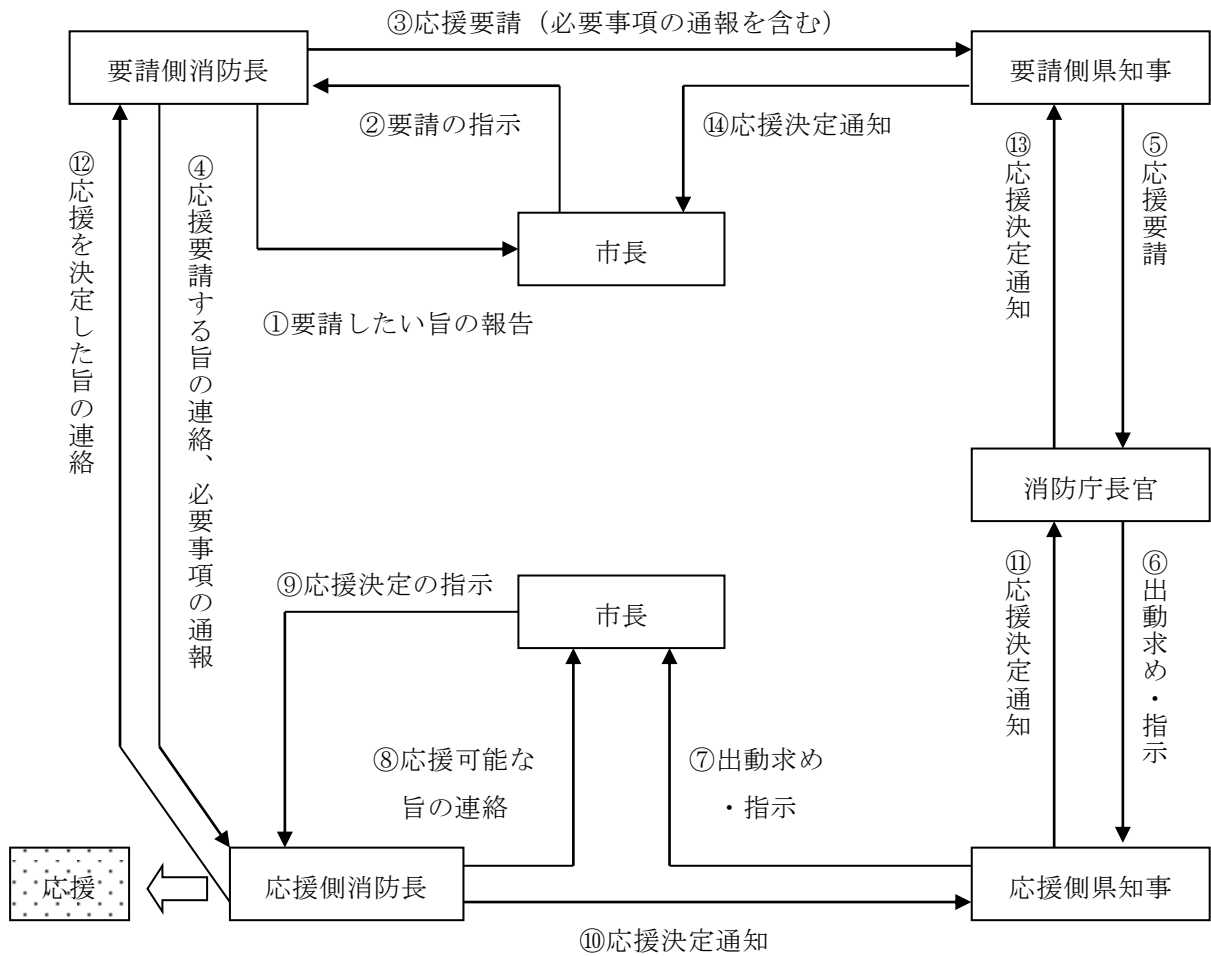 ③応援要請（必要事項の通報を含む）
要請側消防長
要請側県知事
②要請の指示
⑭応援決定通知
市長
①要請したい旨の報告
⑫応援を決定した旨の連絡
④応援要請する旨の連絡、必要事項の通報
⑬応援決定通知
⑤応援要請
消防庁長官
⑨応援決定の指示
市長
⑪応援決定通知
⑥出動求め・指示
⑧応援可能な
旨の連絡
⑦出動求め
・指示
応援
応援側消防長
応援側県知事
⑩応援決定通知